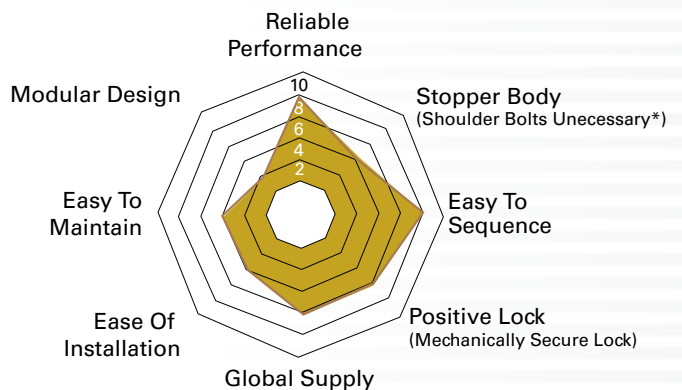 Reliable
Performance
Stopper Body
(Shoulder Bolts Unecessary*)
Easy To
Sequence
Positive Lock
(Mechanically Secure Lock)
Global Supply
Ease Of
Installation
Easy To
Maintain
Modular Design
10
8
6
4
2